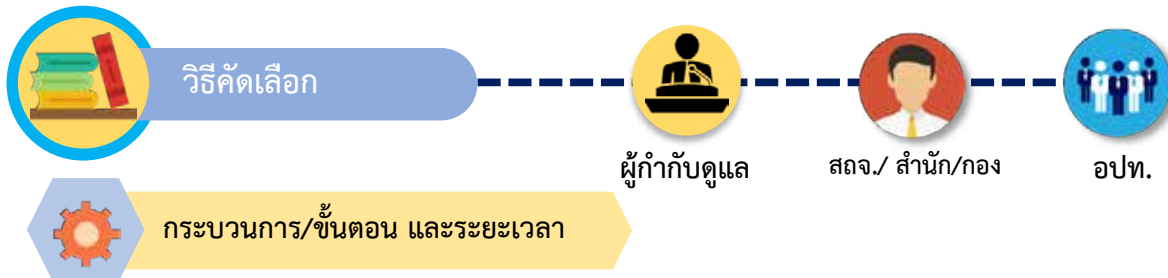 วิธีคัดเลือก
ผู้กำกับดูแล
สถจ./ สำนัก/กอง
อปท.
กระบวนการ/ขั้นตอน และระยะเวลา